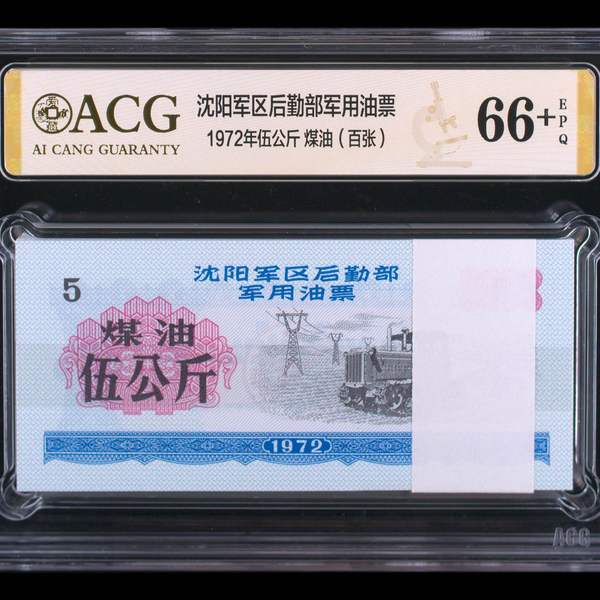 ACG
AI CANG GUARANTY
沈阳军区后勤部军用油票
1972年伍公斤 煤油（百张）
66+
EPQ
5
沈阳军区后勤部
军用油票
煤油
伍公斤
1972
ACG